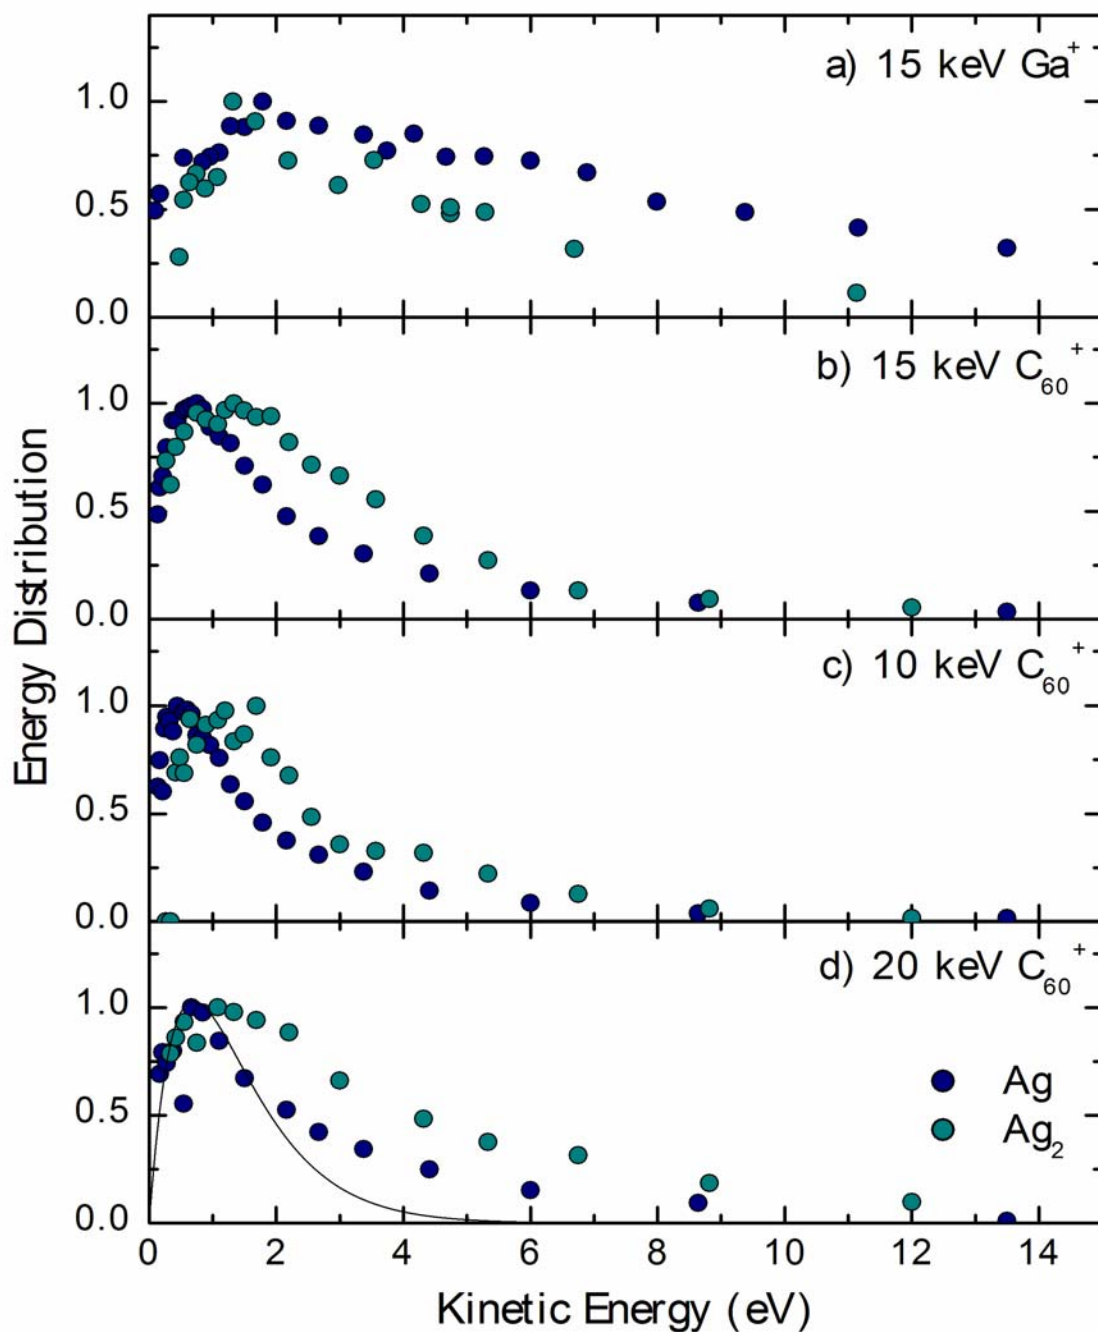 a) 15 keV Ga⁺
1.0
0.5
0.0
b) 15 keV C₆₀⁺
1.0
0.5
0.0
c) 10 keV C₆₀⁺
1.0
0.5
0.0
d) 20 keV C₆₀⁺
1.0
Ag
0.5
Ag₂
0.0
0 2 4 6 8 10 12 14
Kinetic Energy (eV)
Energy Distribution